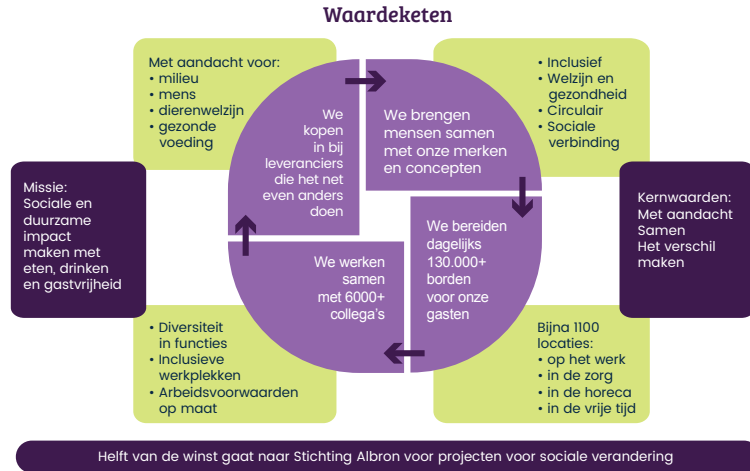 Waardeketen
Met aandacht voor:
• milieu
• mens
• dierenwelzijn
• gezonde
voeding
We
kopen
in bij
leveranciers
die het net
even anders
doen
We brengen
mensen samen
met onze merken
en concepten
• Inclusief
• Welzijn en
gezondheid
• Circulair
• Sociale
verbinding
Missie:
Sociale en
duurzame
impact
maken met
eten, drinken
en gastvrijheid
Kernwaarden:
Met aandacht
Samen
Het verschil
maken
We werken
samen
met 6000+
collega's
We bereiden
dagelijks
130.000+
borden
voor onze
gasten
• Diversiteit
in functies
• Inclusieve
werkplekken
• Arbeidsvoorwaarden
op maat
Bijna 1100
locaties:
• op het werk
• in de zorg
• in de horeca
• in de vrije tijd
Helft van de winst gaat naar Stichting Albron voor projecten voor sociale verandering